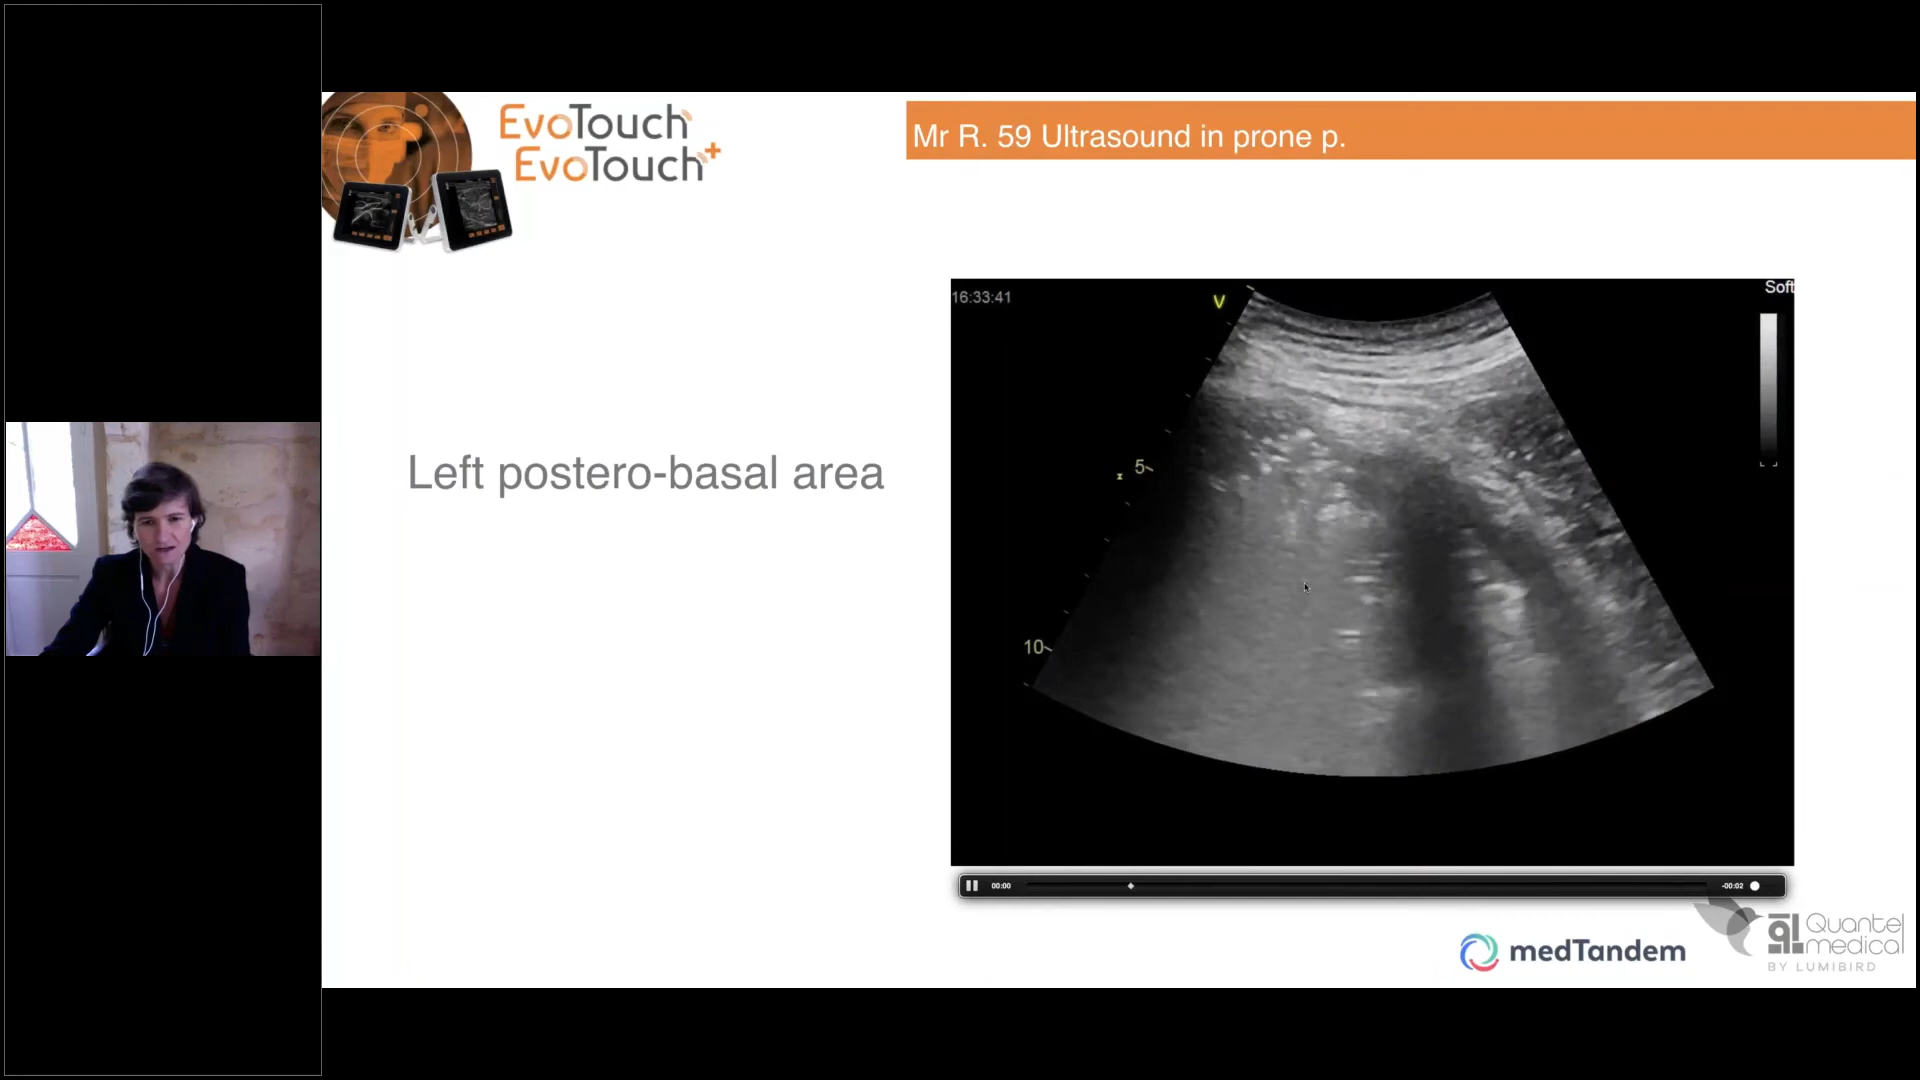 EvoTouch
EvoTouch+
Mr R. 59 Ultrasound in prone p.
16:33:41
V
Soft
Left postero-basal area
5
10
00:00
-00:02
medTandem
Quantel
medical
BY LUMIBIRD